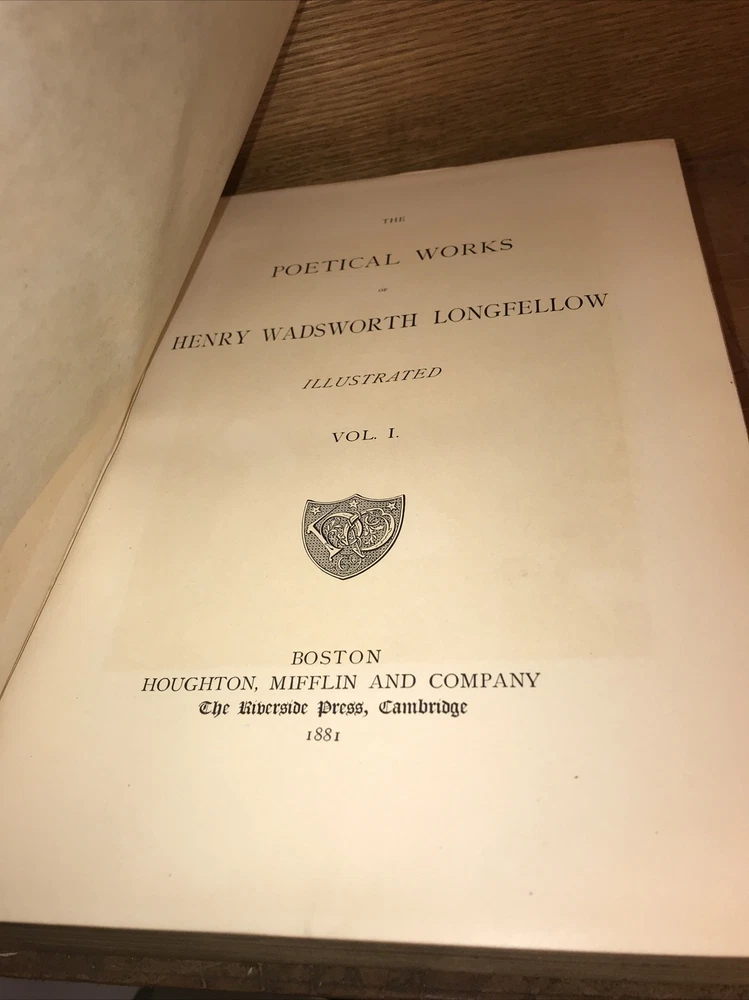 THE
POETICAL WORKS
OF
HENRY WADSWORTH LONGFELLOW
ILLUSTRATED
VOL. I.
BOSTON
HOUGHTON, MIFFLIN AND COMPANY
The Riverside Press, Cambridge
1881